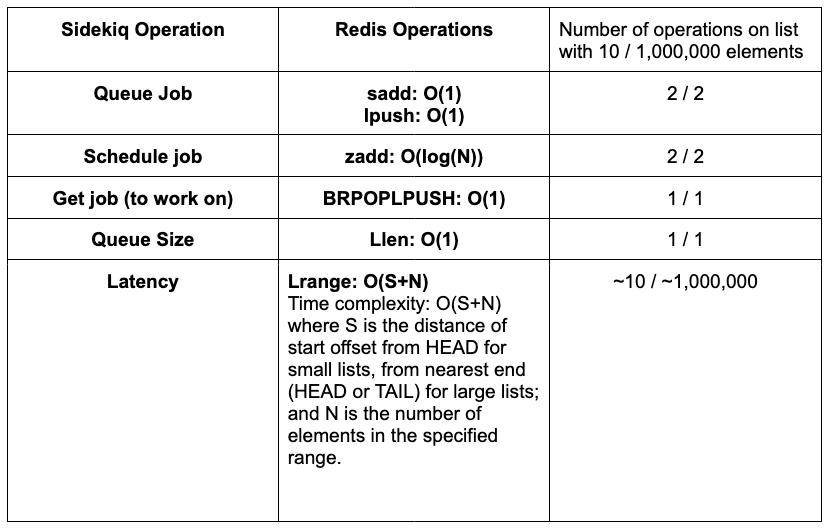 Sidekiq Operation
Redis Operations
Number of operations on list
with 10 / 1,000,000 elements
Queue Job
sadd: O(1)
lpush: O(1)
2 / 2
Schedule job
zadd: O(log(N))
2 / 2
Get job (to work on)
BRPOPLPUSH: O(1)
1 / 1
Queue Size
Llen: O(1)
1 / 1
Latency
Lrange: O(S+N)
Time complexity: O(S+N)
where S is the distance of
start offset from HEAD for
small lists, from nearest end
(HEAD or TAIL) for large lists;
and N is the number of
elements in the specified
range.
~10 / ~1,000,000